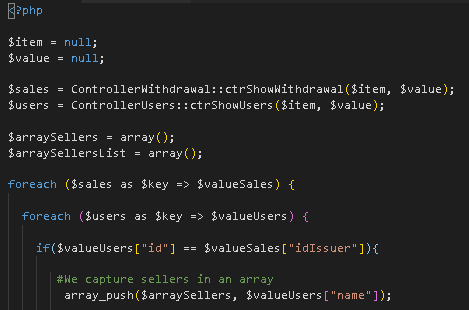 <?php
$item = null;
$value = null;
$sales = ControllerWithdrawal::ctrShowWithdrawal($item, $value);
$users = ControllerUsers::ctrShowUsers($item, $value);
$arraySellers = array();
$arraySellersList = array();
foreach ($sales as $key => $valueSales) {
foreach ($users as $key => $valueUsers) {
if($valueUsers["id"] == $valueSales["idIssuer"]){
#We capture sellers in an array
array_push($arraySellers, $valueUsers["name"]);